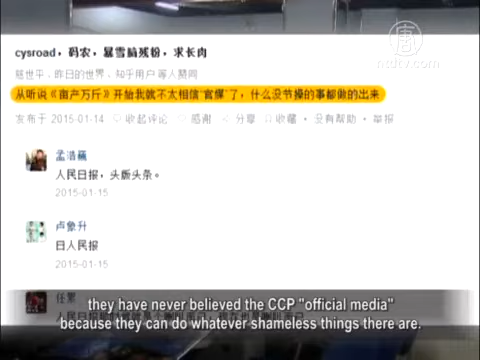 唐
ntdtv.com
cysroad，码农，暴雪脑残粉，求长肉
昨日的世界、知乎用户 等人赞同
从听说《亩产万斤》开始我就不太相信“官媒”了，什么没节操的事都做的出来
发布于 2015-01-14 收起评论 感谢 分享 收藏 • 没有帮助 • 举报
孟浩
人民日报，头版头条。
2015-01-15
卢象升
日人民报
2015-01-15
they have never believed the CCP "official media"
because they can do whatever shameless things there are.